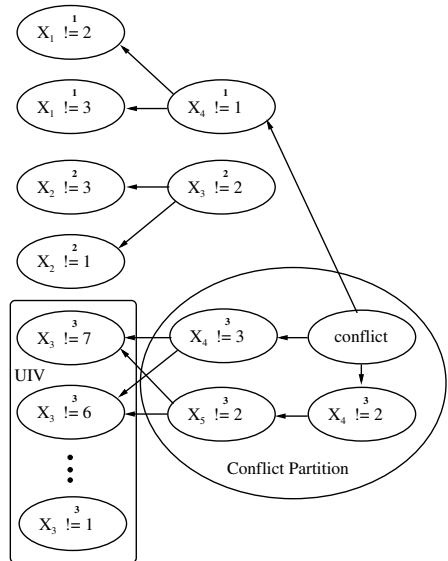 X₁ !=¹ 2
X₁ !=¹ 3
X₄ !=¹ 1
X₂ !=² 3
X₃ !=² 2
X₂ !=² 1
X₃ !=³ 7
X₄ !=³ 3
conflict
UIV
X₃ !=³ 6
X₅ !=³ 2
X₄ !=³ 2
Conflict Partition
X₃ !=³ 1